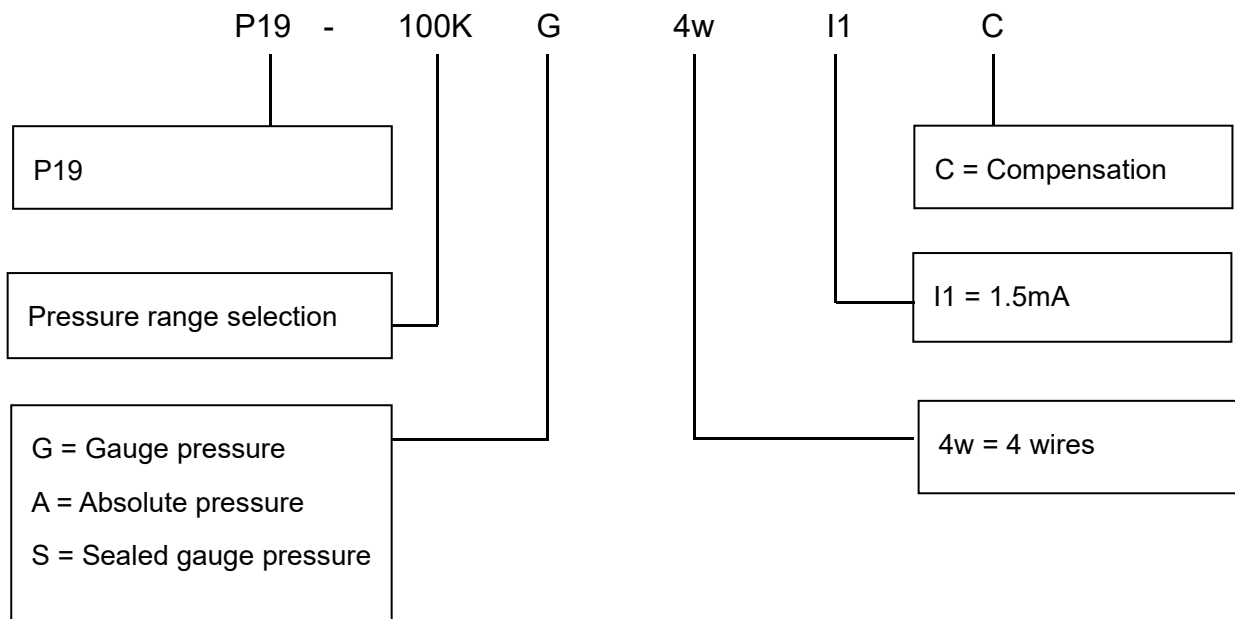 P19 - 100K G 4w I1 C
P19
C = Compensation
Pressure range selection
I1 = 1.5mA
G = Gauge pressure
A = Absolute pressure
S = Sealed gauge pressure
4w = 4 wires